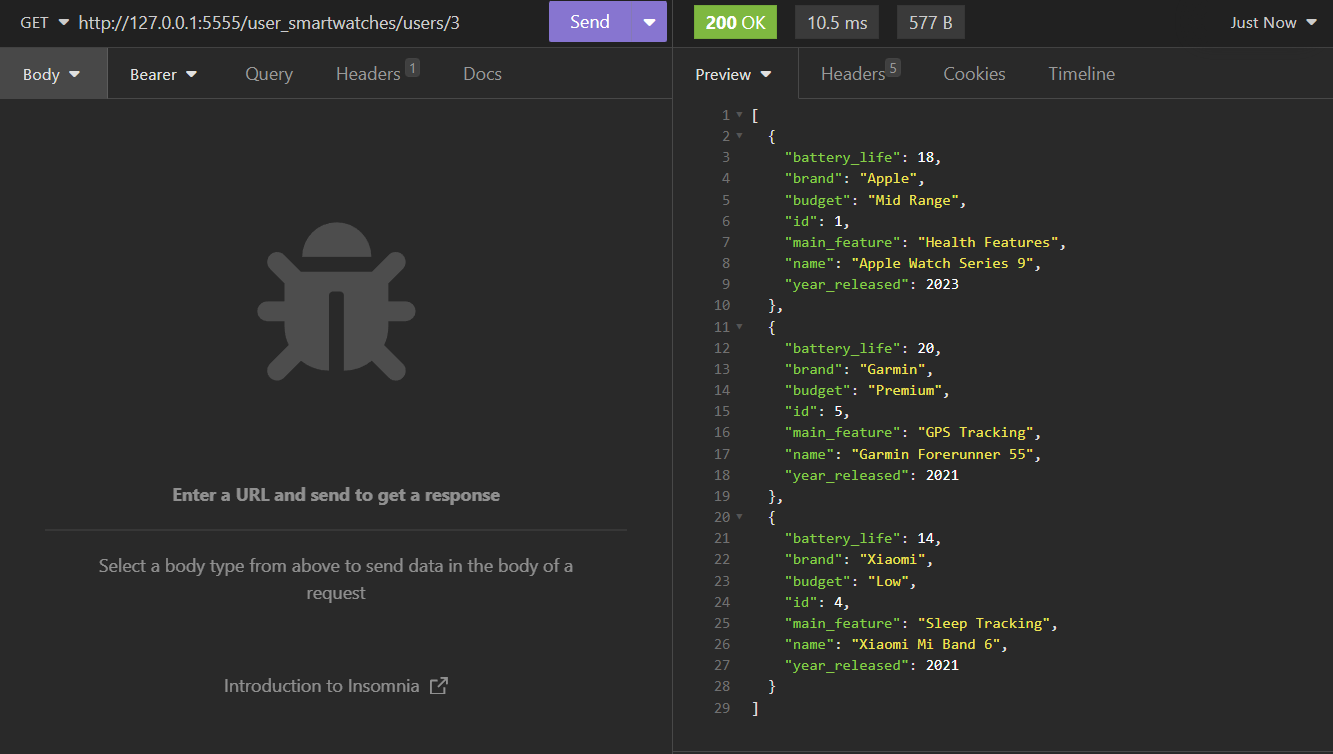 GET http://127.0.0.1:5555/user_smartwatches/users/3 Send
200 OK 10.5 ms 577 B Just Now
Body Bearer Query Headers 1 Docs
Preview Headers 5 Cookies Timeline
Enter a URL and send to get a response
Select a body type from above to send data in the body of a
request
Introduction to Insomnia
1 [
2 {
3 "battery_life": 18,
4 "brand": "Apple",
5 "budget": "Mid Range",
6 "id": 1,
7 "main_feature": "Health Features",
8 "name": "Apple Watch Series 9",
9 "year_released": 2023
10 },
11 {
12 "battery_life": 20,
13 "brand": "Garmin",
14 "budget": "Premium",
15 "id": 5,
16 "main_feature": "GPS Tracking",
17 "name": "Garmin Forerunner 55",
18 "year_released": 2021
19 },
20 {
21 "battery_life": 14,
22 "brand": "Xiaomi",
23 "budget": "Low",
24 "id": 4,
25 "main_feature": "Sleep Tracking",
26 "name": "Xiaomi Mi Band 6",
27 "year_released": 2021
28 }
29 ]